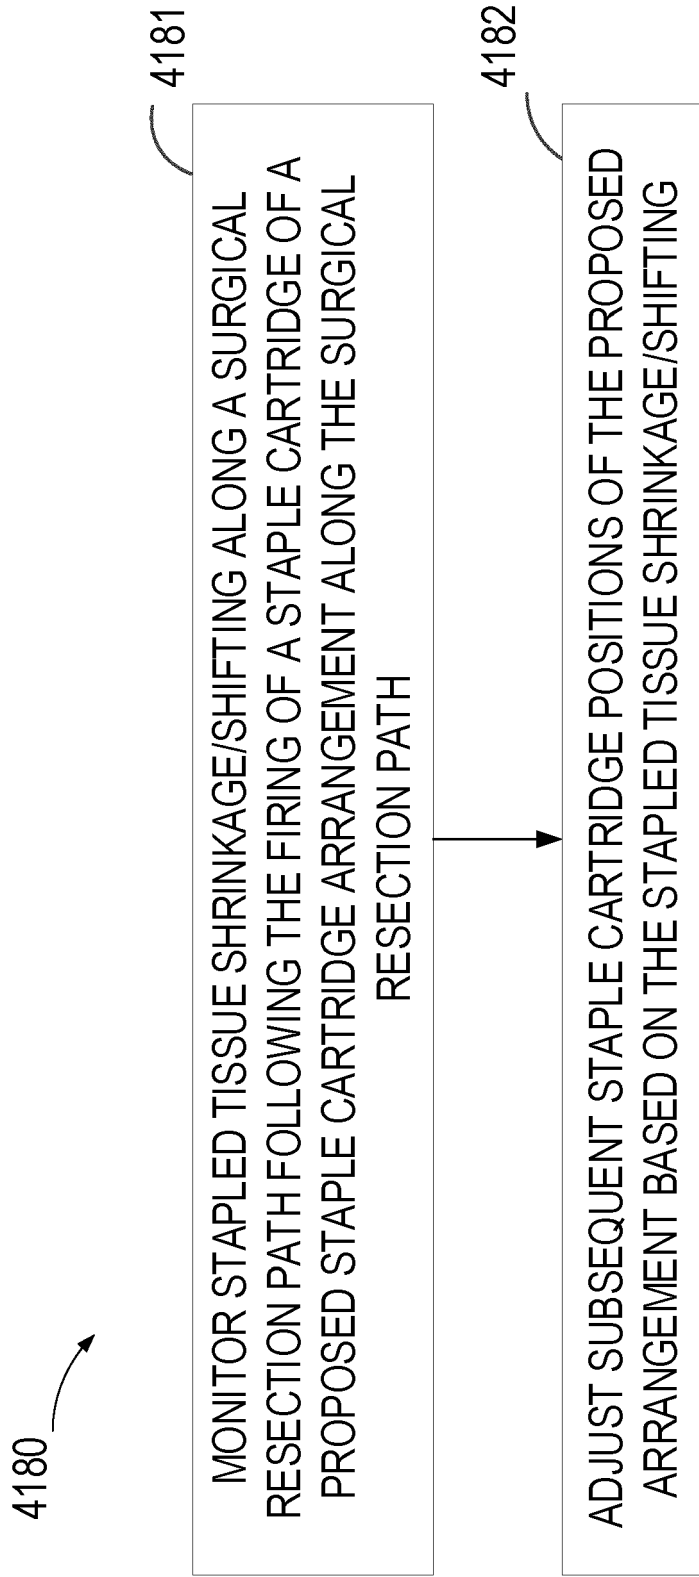 4180
4181
MONITOR STAPLED TISSUE SHRINKAGE/SHIFTING ALONG A SURGICAL
RESECTION PATH FOLLOWING THE FIRING OF A STAPLE CARTRIDGE OF A
PROPOSED STAPLE CARTRIDGE ARRANGEMENT ALONG THE SURGICAL
RESECTION PATH
4182
ADJUST SUBSEQUENT STAPLE CARTRIDGE POSITIONS OF THE PROPOSED
ARRANGEMENT BASED ON THE STAPLED TISSUE SHRINKAGE/SHIFTING